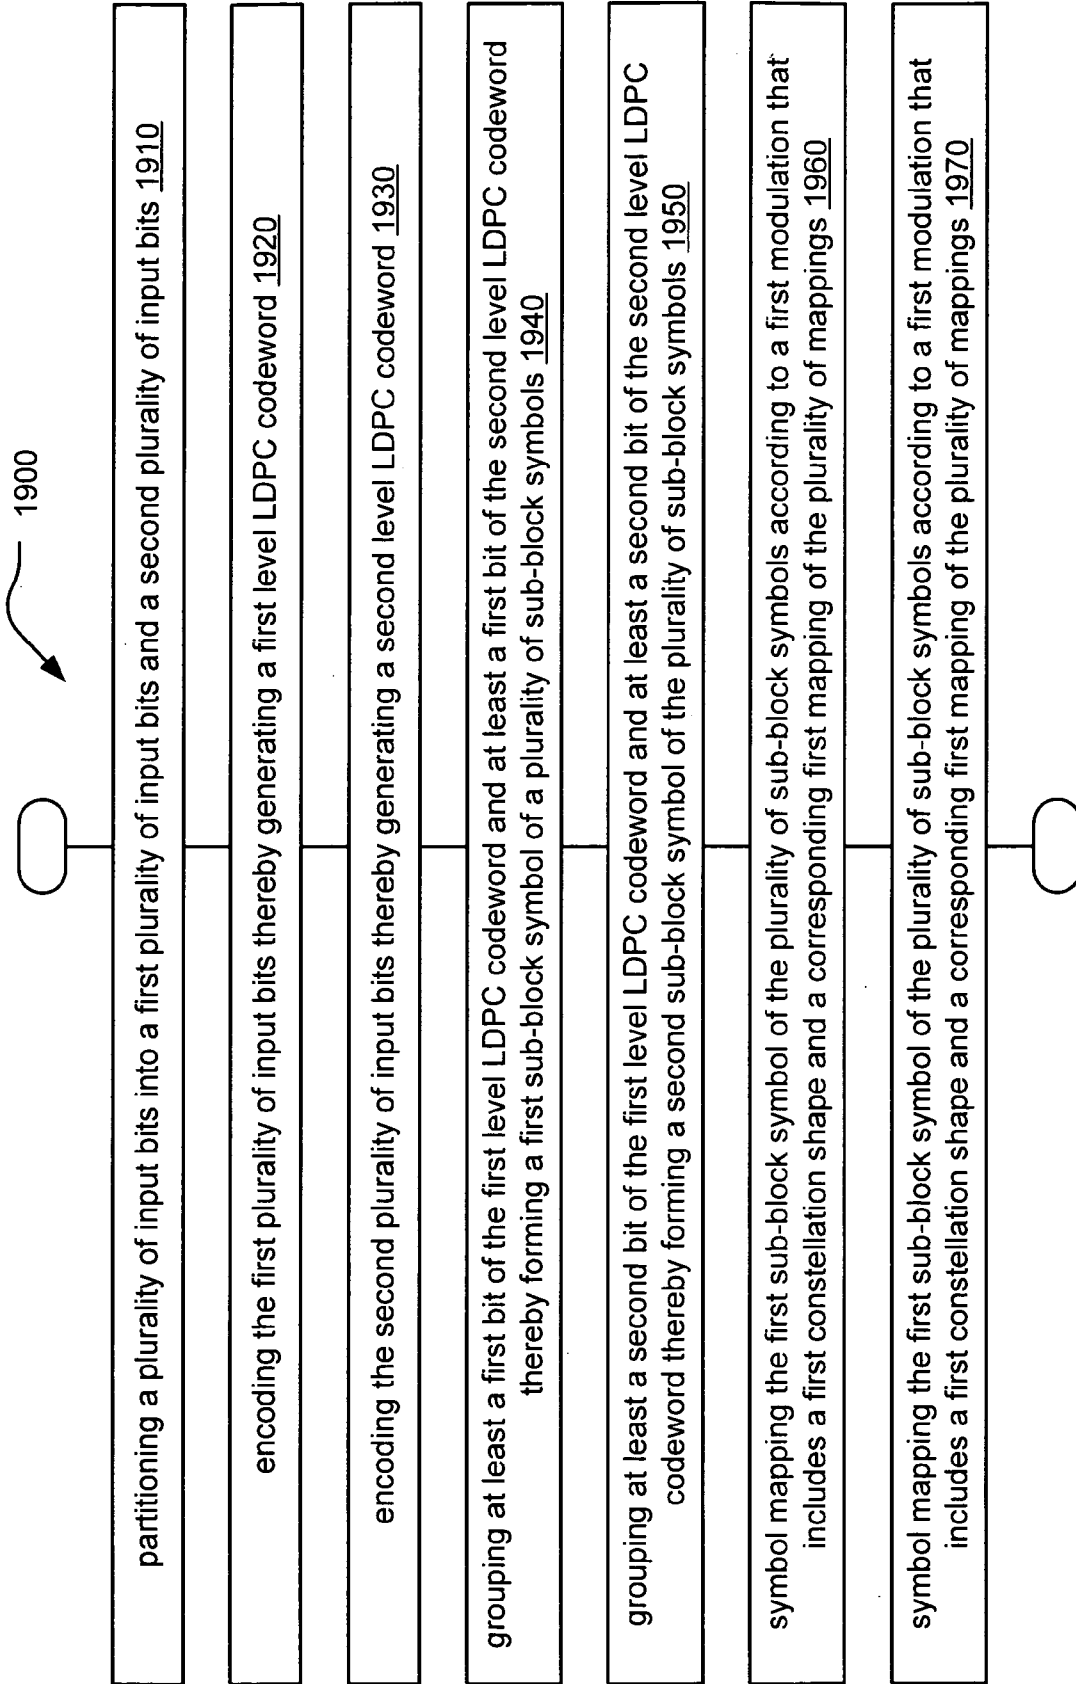 1900
partitioning a plurality of input bits into a first plurality of input bits and a second plurality of input bits 1910
encoding the first plurality of input bits thereby generating a first level LDPC codeword 1920
encoding the second plurality of input bits thereby generating a second level LDPC codeword 1930
grouping at least a first bit of the first level LDPC codeword and at least a first bit of the second level LDPC codeword
thereby forming a first sub-block symbol of a plurality of sub-block symbols 1940
grouping at least a second bit of the first level LDPC codeword and at least a second bit of the second level LDPC
codeword thereby forming a second sub-block symbol of the plurality of sub-block symbols 1950
symbol mapping the first sub-block symbol of the plurality of sub-block symbols according to a first modulation that
includes a first constellation shape and a corresponding first mapping of the plurality of mappings 1960
symbol mapping the first sub-block symbol of the plurality of sub-block symbols according to a first modulation that
includes a first constellation shape and a corresponding first mapping of the plurality of mappings 1970